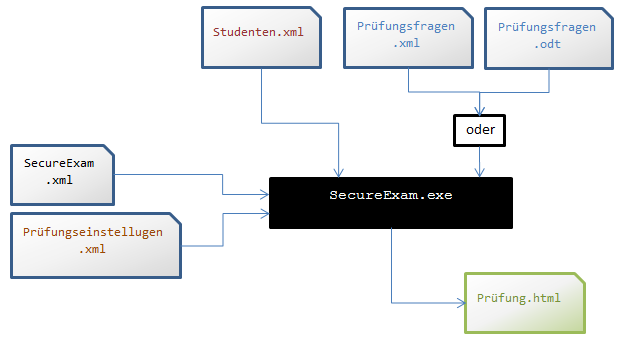 Studenten.xml
Prüfungsfragen
.xml
Prüfungsfragen
.odt
oder
SecureExam
.xml
SecureExam.exe
Prüfungseinstellugen
.xml
Prüfung.html